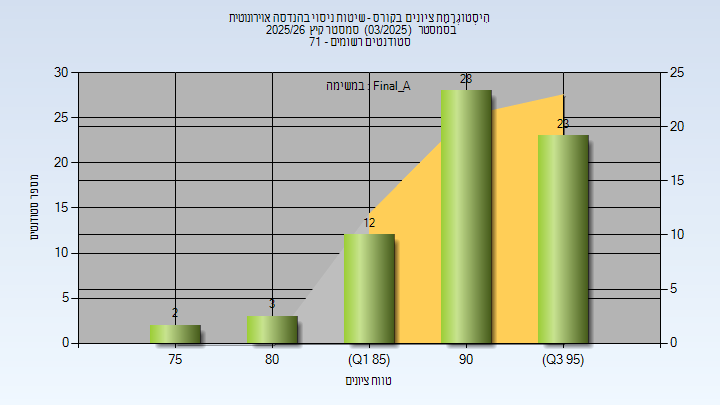 היסטוגרמת ציונים בקורס - שיטות ניסוי בהנדסה אוירונוטית
בסמסטר (03/2025) סמסטר קיץ 2025/26
סטודנטים רשומים - 71
במשימה : Final_A
מספר סטודנטים
30
25
20
15
10
5
0
25
20
15
10
5
0
2
3
12
28
23
75
80
(Q1 85)
90
(Q3 95)
טווח ציונים